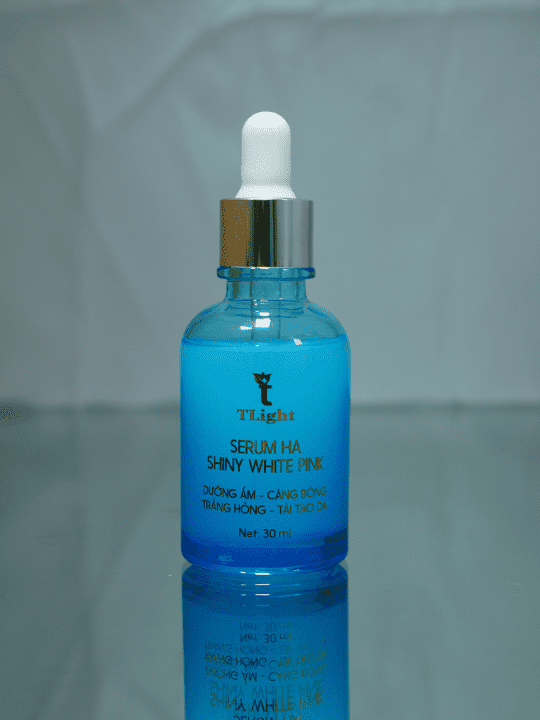 t
TLight
SERUM HA
SHINY WHITE PINK
DƯỠNG ẨM - CĂNG BÓNG
TRẮNG HỒNG - TÁI TẠO DA
Net: 30 ml